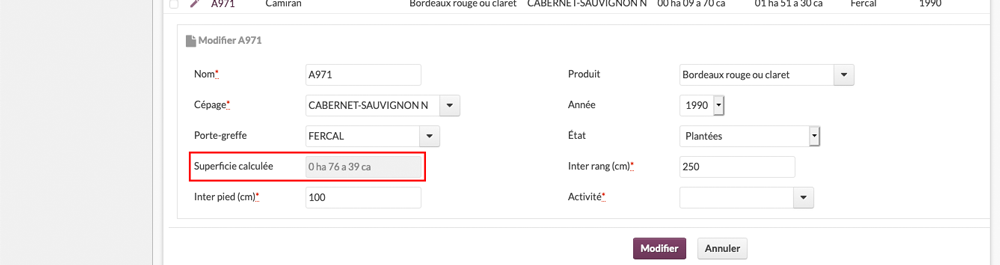 A971 Camiran Bordeaux rouge ou claret CABERNET-SAUVIGNON N 00 ha 09 a 70 ca 01 ha 51 a 30 ca Fercal 1990
Modifier A971
Nom* A971 Produit Bordeaux rouge ou claret
Cépage* CABERNET-SAUVIGNON N Année 1990
Porte-greffe FERCAL État Plantées
Superficie calculée 0 ha 76 a 39 ca Inter rang (cm)* 250
Inter pied (cm)* 100 Activité*
Modifier Annuler